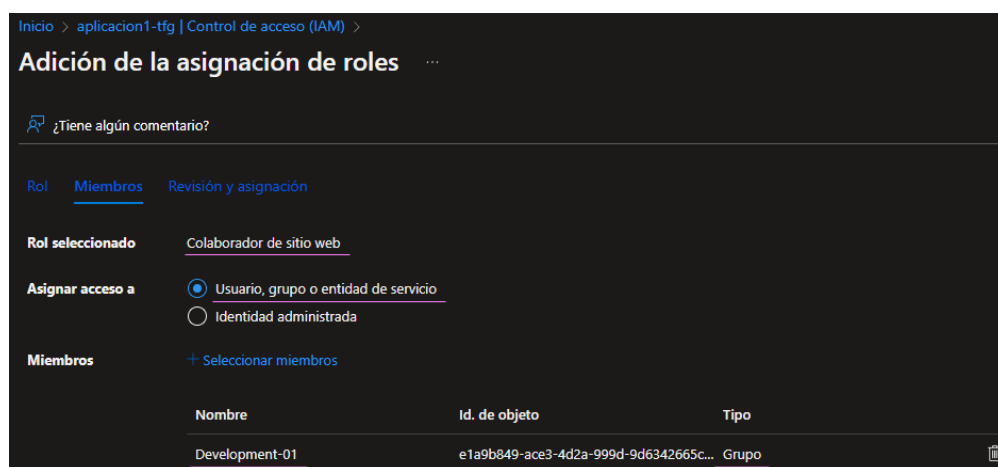 Inicio > aplicacion1-tfg | Control de acceso (IAM) >
Adición de la asignación de roles ...
¿Tiene algún comentario?
Rol Miembros Revisión y asignación
Rol seleccionado Colaborador de sitio web
Asignar acceso a Usuario, grupo o entidad de servicio
Identidad administrada
Miembros + Seleccionar miembros
Nombre Id. de objeto Tipo
Development-01 e1a9b849-ace3-4d2a-999d-9d6342665c... Grupo